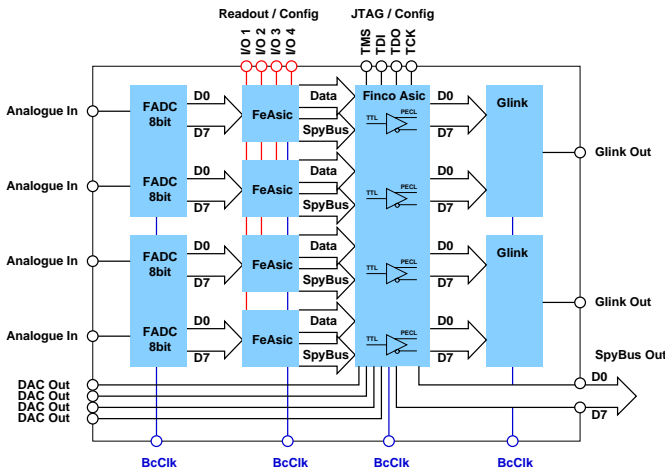 Readout / Config JTAG / Config
I/O 1 I/O 2 I/O 3 I/O 4 TMS TDI TDO TCK
Analogue In FADC 8bit D0 D7 FeAsic Data SpyBus Finco Asic TTL PECL D0 D7 Glink
Analogue In FADC 8bit D0 D7 FeAsic Data SpyBus TTL PECL D0 D7 Glink Out
Analogue In FADC 8bit D0 D7 FeAsic Data SpyBus TTL PECL D0 D7 Glink
Analogue In FADC 8bit D0 D7 FeAsic Data SpyBus TTL PECL D0 D7 Glink Out
SpyBus Out
DAC Out D0
DAC Out
DAC Out
DAC Out D7
BcClk BcClk BcClk BcClk